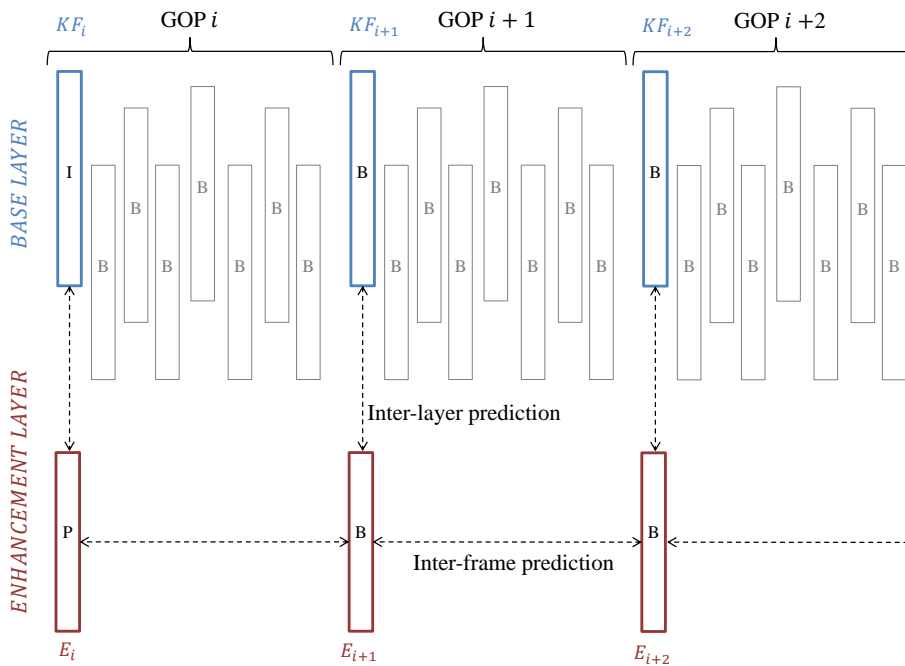 KF_i GOP i KF_{i+1} GOP i + 1 KF_{i+2} GOP i +2
BASE LAYER
I B B B B B B B
B B B B B B B B
B B B B B B B B
Inter-layer prediction
ENHANCEMENT LAYER
P B B
Inter-frame prediction
E_i E_{i+1} E_{i+2}